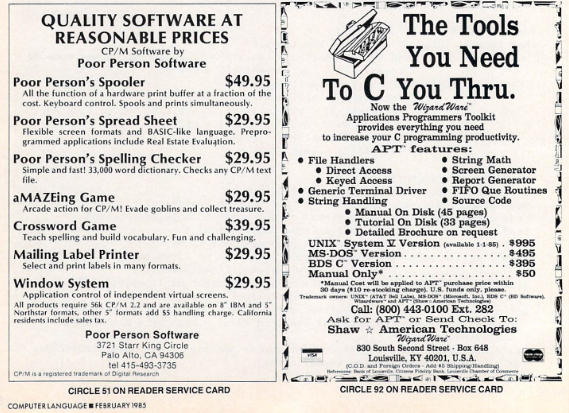 QUALITY SOFTWARE AT
REASONABLE PRICES
CP/M Software by
Poor Person Software
Poor Person's Spooler $49.95
All the function of a hardware print buffer at a fraction of the
cost. Keyboard control. Spools and prints simultaneously.
Poor Person's Spread Sheet $29.95
Flexible screen formats and BASIC-like language. Prepro-
grammed applications include Real Estate Evaluation.
Poor Person's Spelling Checker $29.95
Simple and fast! 33,000 word dictionary. Checks any CP/M text
file.
aMAZEing Game $29.95
Arcade action for CP/M! Evade goblins and collect treasure.
Crossword Game $39.95
Teach spelling and build vocabulary. Fun and challenging.
Mailing Label Printer $29.95
Select and print labels in many formats.
Window System $29.95
Application control of independent virtual screens.
All products require 56k CP/M 2.2 and are available on 8" IBM and 5"
Northstar formats, other 5" formats add $5 handling charge. California
residents include sales tax.
Poor Person Software
3721 Starr King Circle
Palo Alto, CA 94306
tel 415-493-3735
CP/M is a registered trademark of Digital Research
CIRCLE 51 ON READER SERVICE CARD
The Tools
You Need
To C You Thru.
Now the WizardWare™
Applications Programmers Toolkit
provides everything you need
to increase your C programming productivity.
APT™ features:
• File Handlers
• Direct Access
• Keyed Access
• Generic Terminal Driver
• String Handling
• String Math
• Screen Generator
• Report Generator
• FIFO Que Routines
• Source Code
• Manual On Disk (45 pages)
• Tutorial On Disk (33 pages)
• Detailed Brochure on request
UNIX™ System V Version (available 1-1-85) . $995
MS-DOS™ Version . . . . . . . . . . . . . . . . . . $495
BDS C™ Version . . . . . . . . . . . . . . . . . . . $395
Manual Only* . . . . . . . . . . . . . . . . . . . . . $50
*Manual Cost will be applied to APT™ purchase price within
30 days ($10 re-stocking charge). U.S. funds only, please.
Trademark owners: UNIX™ (AT&T Bell Labs), MS-DOS™ (Microsoft, Inc.), BDS C™ (BD Software),
WizardWare™ and APT™ (Shaw ☆ American Technologies)
Call: (800) 443-0100 Ext. 282
Ask for APT™ or Send Check To:
Shaw ☆ American Technologies
WizardWare™
830 South Second Street - Box 648
Louisville, KY 40201, U.S.A.
(C.O.D. and Foreign Orders - Add $5 Shipping/Handling)
References: Bank of Louisville, Citizens Fidelity Bank, Louisville Chamber of Commerce
VISA
CIRCLE 92 ON READER SERVICE CARD
COMPUTER LANGUAGE ■ FEBRUARY 1985